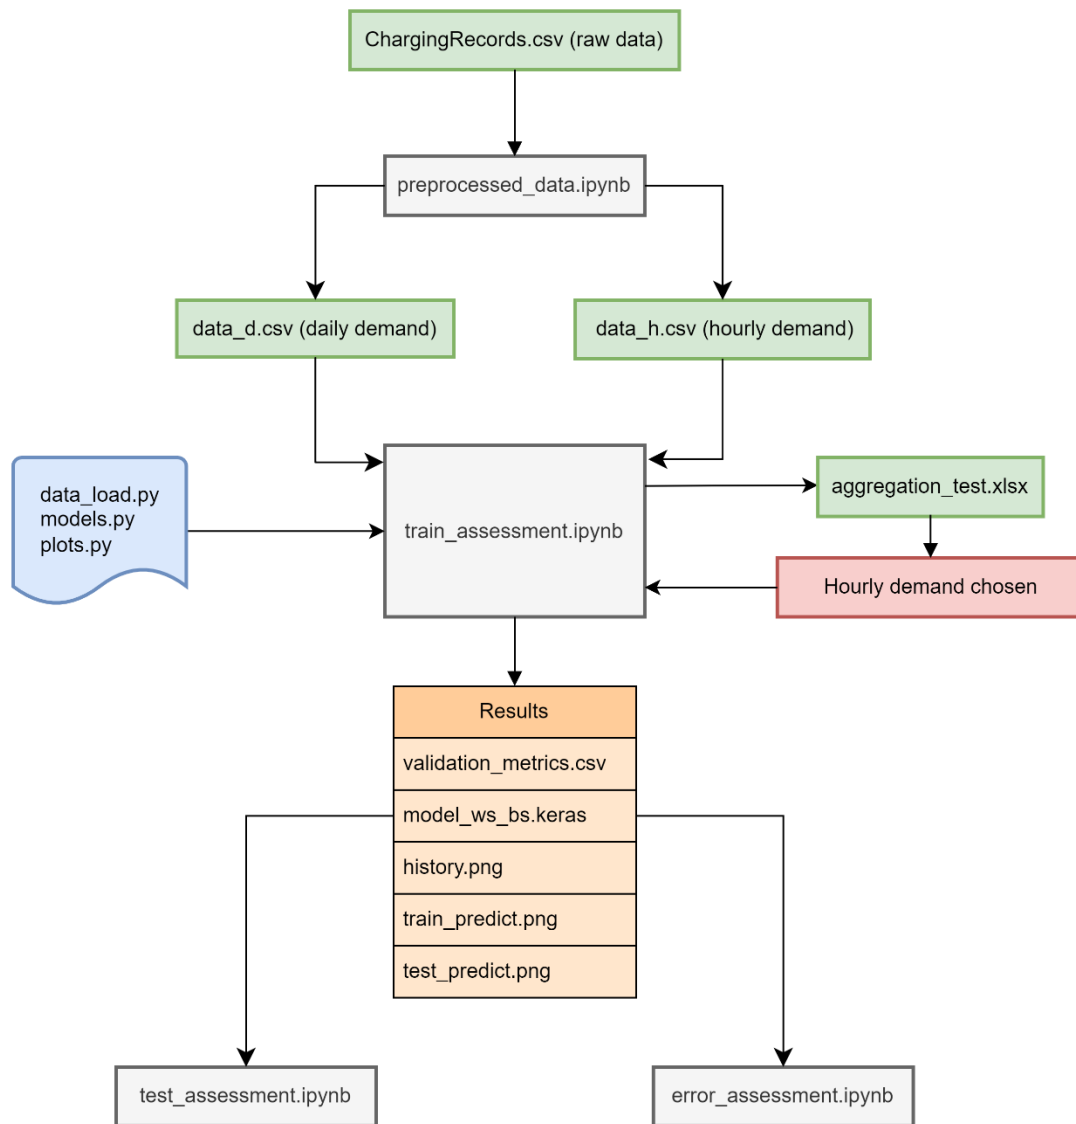 ChargingRecords.csv (raw data)
preprocessed_data.ipynb
data_d.csv (daily demand)
data_h.csv (hourly demand)
data_load.py
models.py
plots.py
train_assessment.ipynb
aggregation_test.xlsx
Hourly demand chosen
Results
validation_metrics.csv
model_ws_bs.keras
history.png
train_predict.png
test_predict.png
test_assessment.ipynb
error_assessment.ipynb